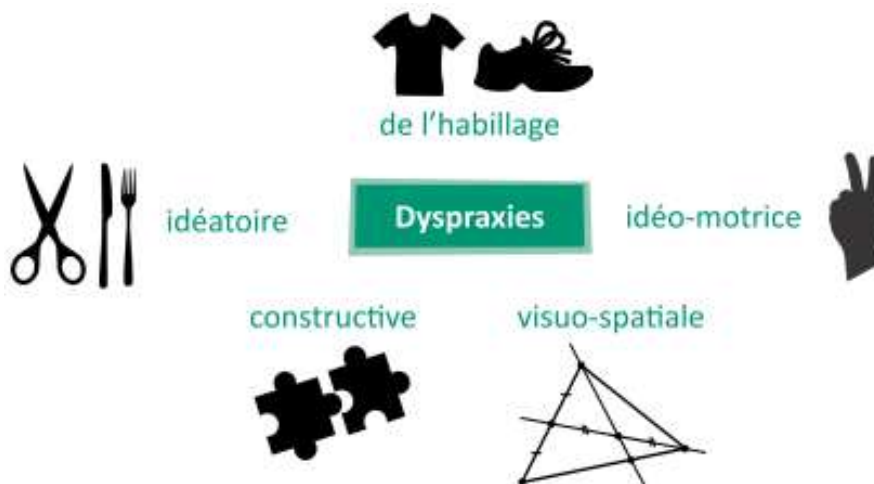 de l'habillage
idéatoire
Dyspraxies
idéo-motrice
constructive
visuo-spatiale